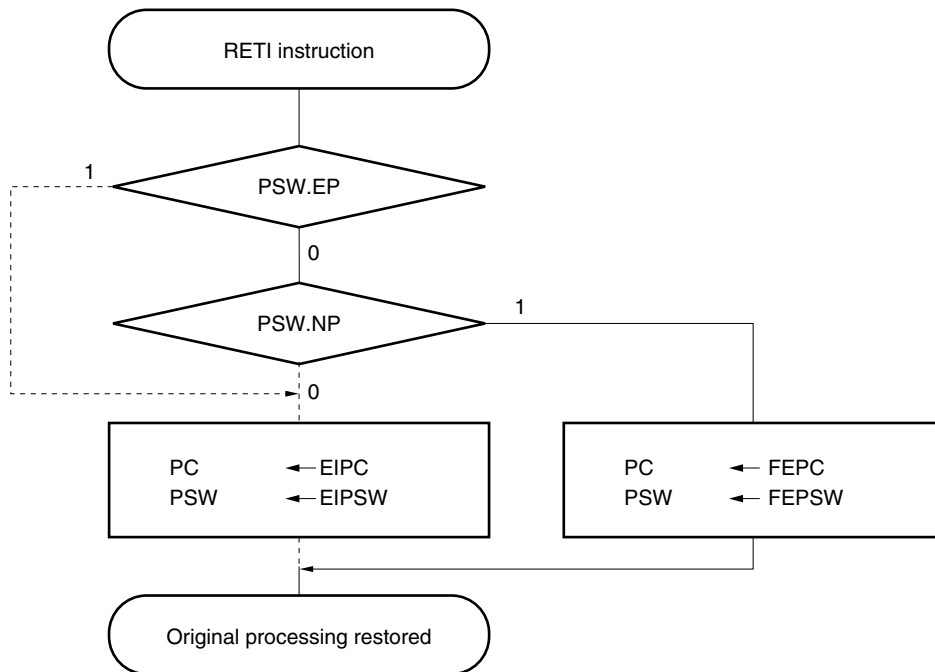 RETI instruction
1
PSW.EP
0
PSW.NP
1
0
PC ← EIPC
PSW ← EIPSW
PC ← FEPC
PSW ← FEPSW
Original processing restored